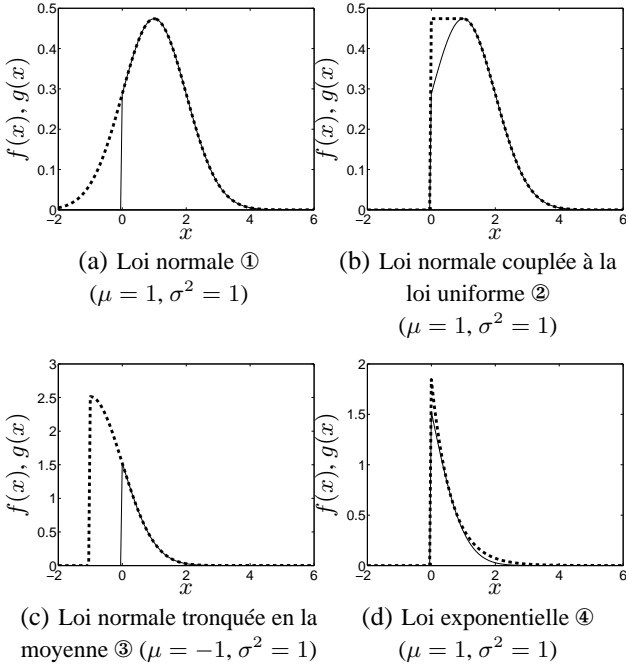 0.5
0.4
0.3
0.2
0.1
0
−2 0 2 4 6
x
f(x), g(x)
(a) Loi normale ①
(μ = 1, σ² = 1)
0.5
0.4
0.3
0.2
0.1
0
−2 0 2 4 6
x
f(x), g(x)
(b) Loi normale couplée à la
loi uniforme ②
(μ = 1, σ² = 1)
3
2.5
2
1.5
1
0.5
0
−2 0 2 4 6
x
f(x), g(x)
(c) Loi normale tronquée en la
moyenne ③ (μ = −1, σ² = 1)
2
1.5
1
0.5
0
−2 0 2 4 6
x
f(x), g(x)
(d) Loi exponentielle ④
(μ = 1, σ² = 1)